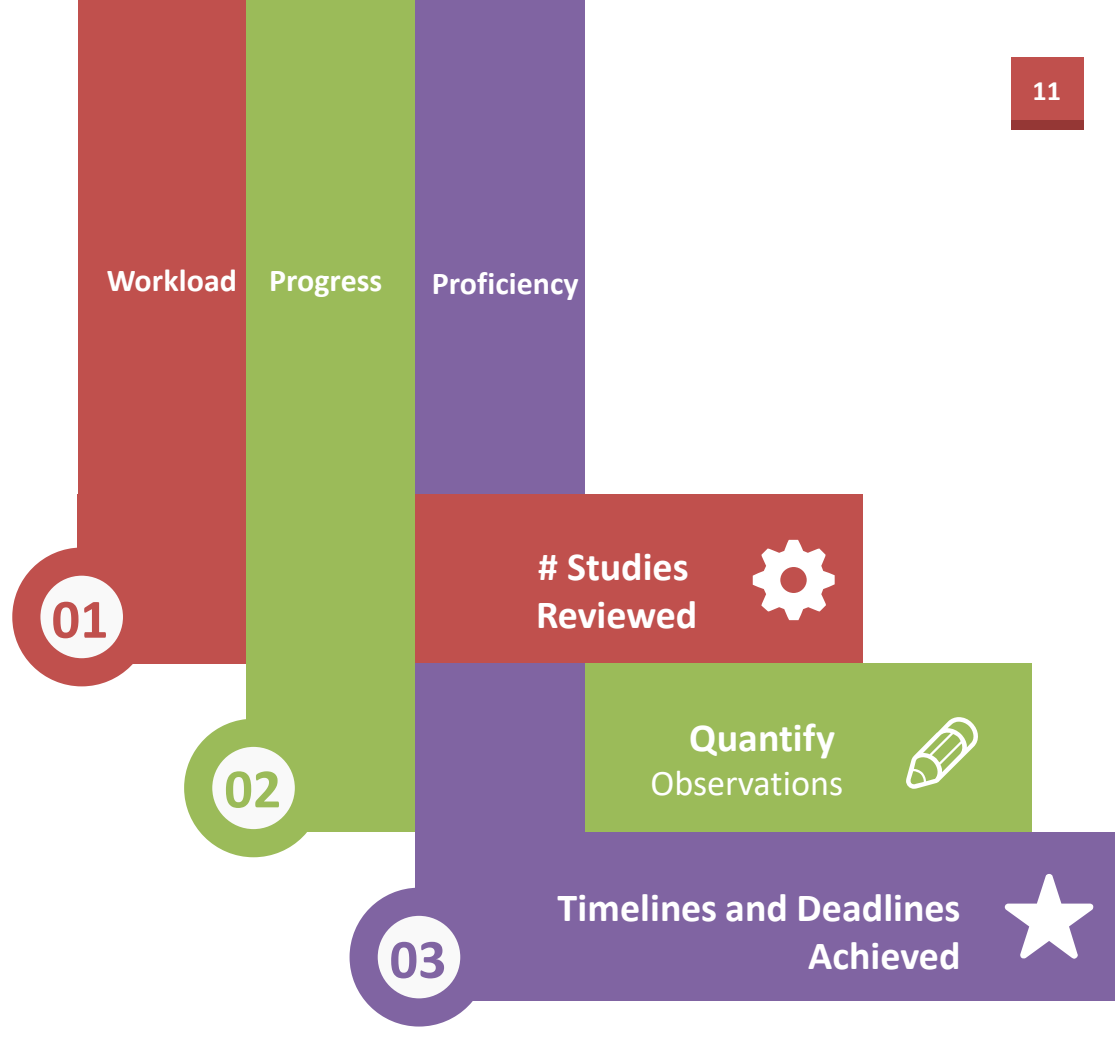 11
Workload
Progress
Proficiency
01
# Studies
Reviewed
02
Quantify
Observations
03
Timelines and Deadlines
Achieved